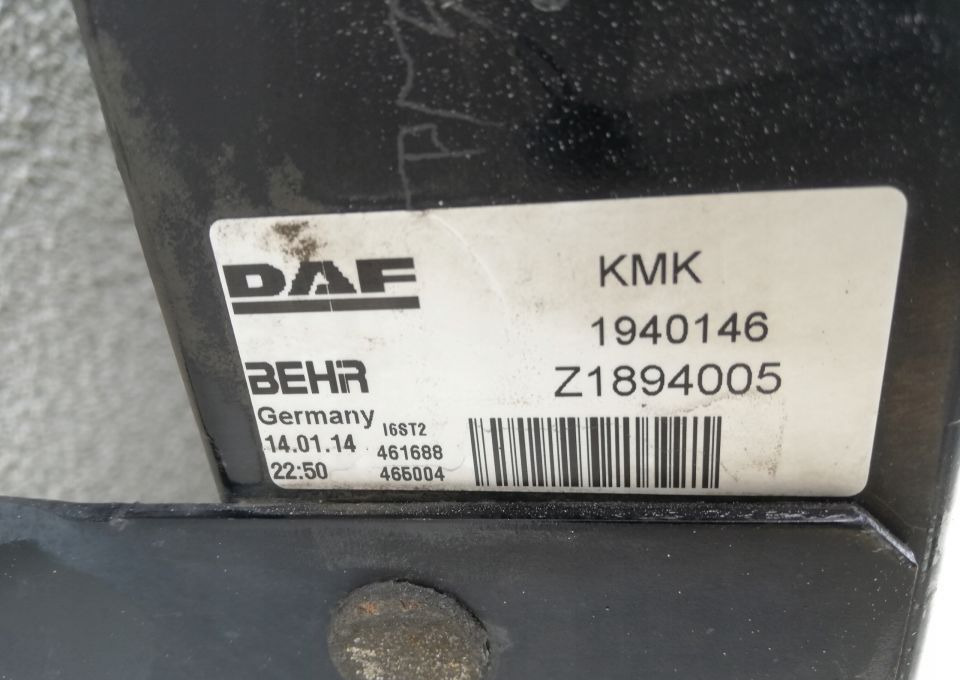 DAF
KMK
1940146
BEHR
Z1894005
Germany
14.01.14 I6ST2
461688
22:50 465004